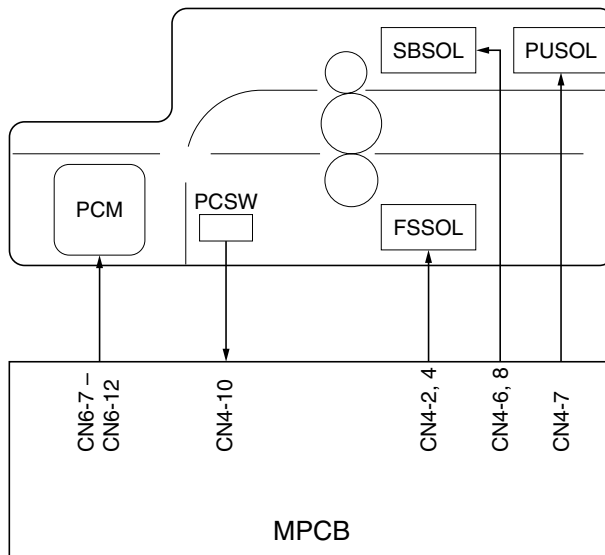 SBSOL
PUSOL
PCM
PCSW
FSSOL
CN6-7 –
CN6-12
CN4-10
CN4-2, 4
CN4-6, 8
CN4-7
MPCB